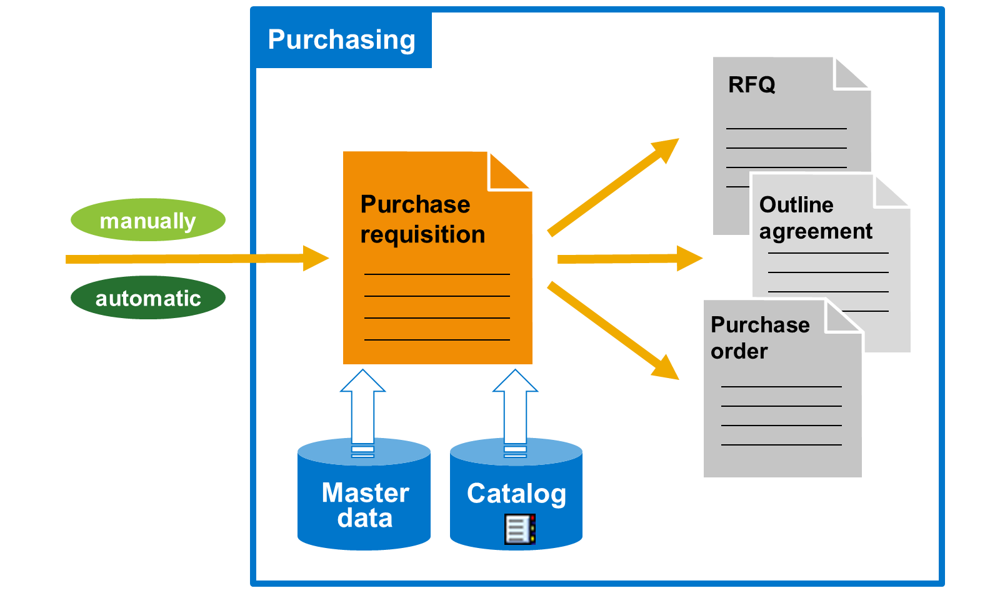 Purchasing
RFQ
Purchase
requisition
manually
automatic
Outline
agreement
Purchase
order
Master
data
Catalog